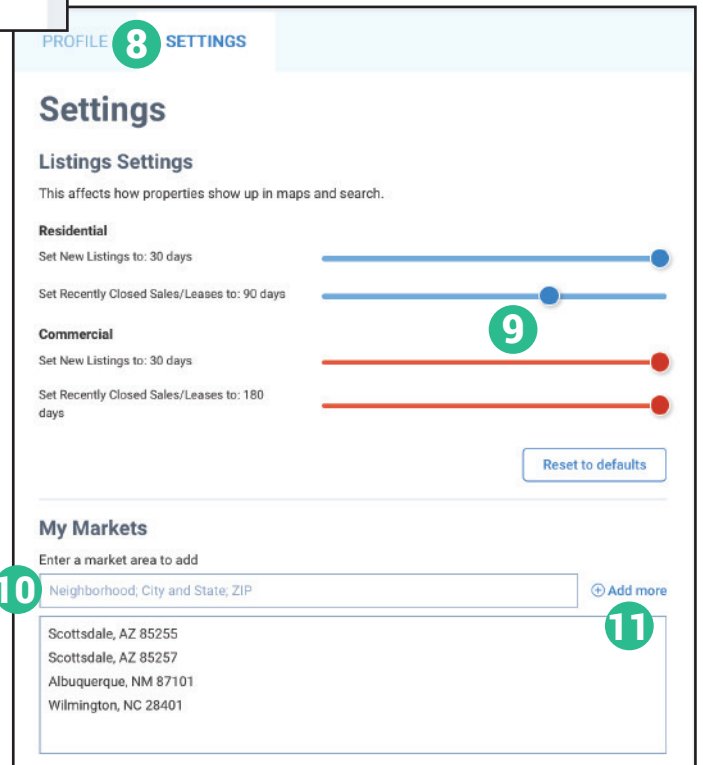 PROFILE 8 SETTINGS
Settings
Listings Settings
This affects how properties show up in maps and search.
Residential
Set New Listings to: 30 days
Set Recently Closed Sales/Leases to: 90 days
9
Commercial
Set New Listings to: 30 days
Set Recently Closed Sales/Leases to: 180
days
Reset to defaults
My Markets
Enter a market area to add
10 Neighborhood; City and State; ZIP
Add more
11
Scottsdale, AZ 85255
Scottsdale, AZ 85257
Albuquerque, NM 87101
Wilmington, NC 28401